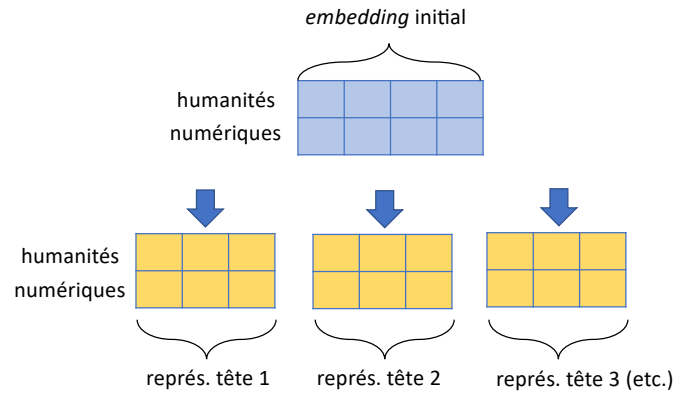 embedding initial
humanités
numériques
humanités
numériques
représ. tête 1
représ. tête 2
représ. tête 3 (etc.)